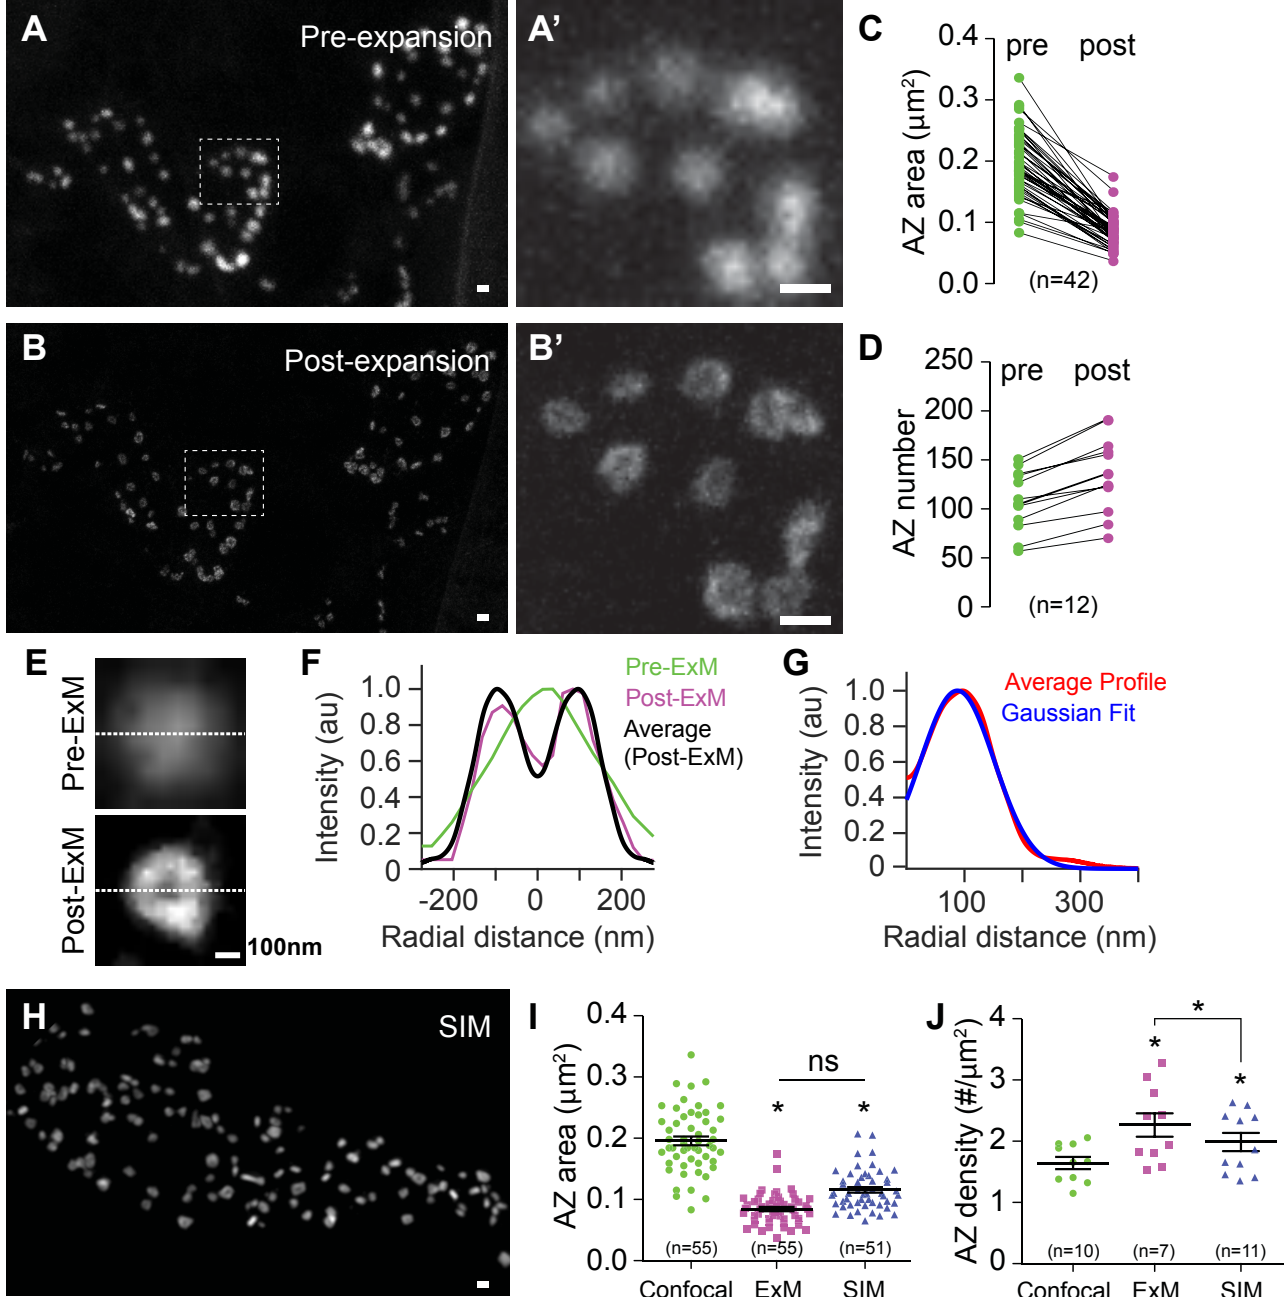 A
Pre-expansion
A’
C
pre
post
0.4
0.3
0.2
0.1
0.0
AZ area (µm²)
(n=42)
B
Post-expansion
B’
D
pre
post
250
200
150
100
50
0
AZ number
(n=12)
E
Pre-ExM
Post-ExM
100nm
F
Pre-ExM
Post-ExM
Average
(Post-ExM)
Intensity (au)
1.0
0.8
0.6
0.4
0.2
0
-200
0
200
Radial distance (nm)
G
Average Profile
Gaussian Fit
Intensity (au)
1.0
0.8
0.6
0.4
0.2
0
100
300
Radial distance (nm)
H
SIM
I
AZ area (µm²)
0.4
0.3
0.2
0.1
0.0
ns
*
*
(n=55)
(n=55)
(n=51)
Confocal
ExM
SIM
J
AZ density (#/µm²)
4
3
2
1
0
*
*
*
(n=10)
(n=7)
(n=11)
Confocal
ExM
SIM